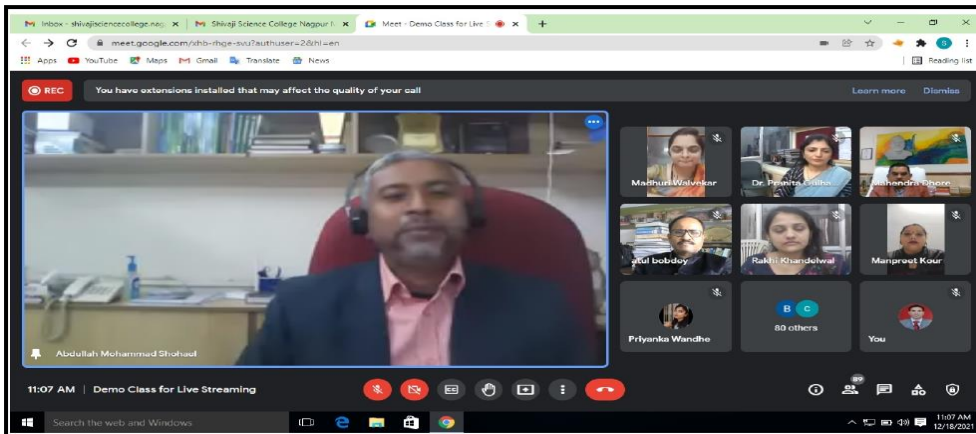 Inbox - shivajisciencecollege.nag
Shivaji Science College Nagpur
Meet - Demo Class for Live S
meet.google.com/xhb-rhge-svu?authuser=2&hl=en
Apps YouTube Maps Gmail Translate News Reading list
REC You have extensions installed that may affect the quality of your call Learn more Dismiss
Madhuri Walvekar
Dr. Pranita
Mahendra Dhore
atul bobdey
Rakhi Khandelwal
Manpreet Kour
Priyanka Wandhe
B C
80 others
You
Abdullah Mohammad Shohael
11:07 AM | Demo Class for Live Streaming
89
Search the web and Windows
11:07 AM
12/18/2021